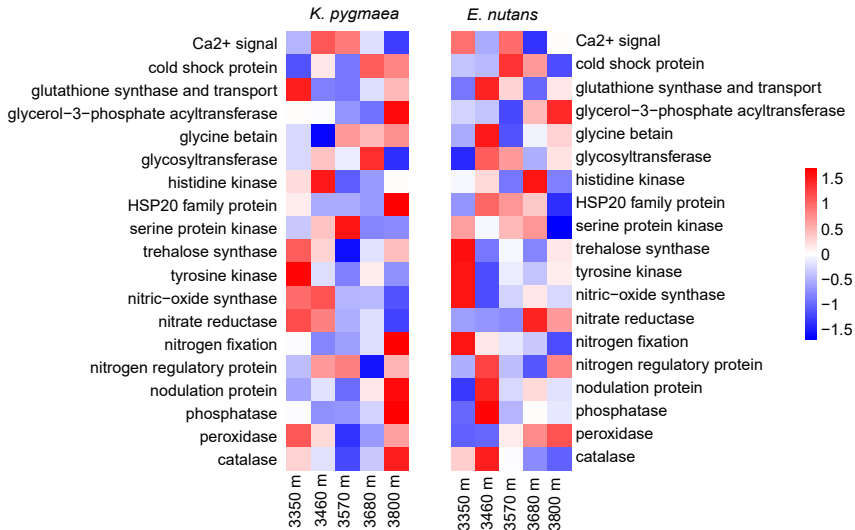 K. pygmaea
E. nutans
Ca2+ signal
cold shock protein
glutathione synthase and transport
glycerol−3−phosphate acyltransferase
glycine betain
glycosyltransferase
histidine kinase
HSP20 family protein
serine protein kinase
trehalose synthase
tyrosine kinase
nitric−oxide synthase
nitrate reductase
nitrogen fixation
nitrogen regulatory protein
nodulation protein
phosphatase
peroxidase
catalase
Ca2+ signal
cold shock protein
glutathione synthase and transport
glycerol−3−phosphate acyltransferase
glycine betain
glycosyltransferase
histidine kinase
HSP20 family protein
serine protein kinase
trehalose synthase
tyrosine kinase
nitric−oxide synthase
nitrate reductase
nitrogen fixation
nitrogen regulatory protein
nodulation protein
phosphatase
peroxidase
catalase
1.5
1
0.5
0
−0.5
−1
−1.5
3350 m
3460 m
3570 m
3680 m
3800 m
3350 m
3460 m
3570 m
3680 m
3800 m